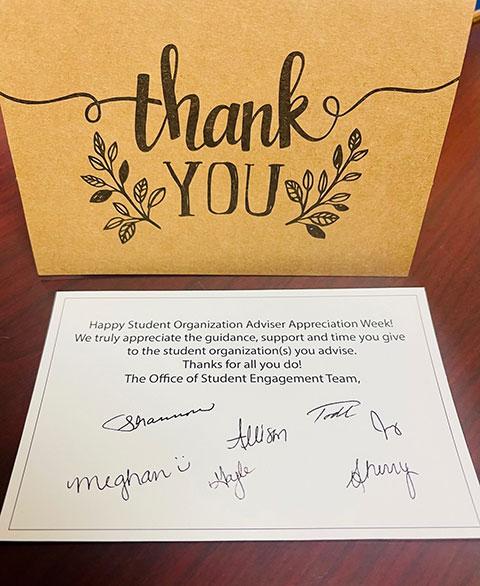 thank
YOU
Happy Student Organization Adviser Appreciation Week!
We truly appreciate the guidance, support and time you give
to the student organization(s) you advise.
Thanks for all you do!
The Office of Student Engagement Team,
Shannon
Allison
Todd
Meghan
Gayle
Sherry